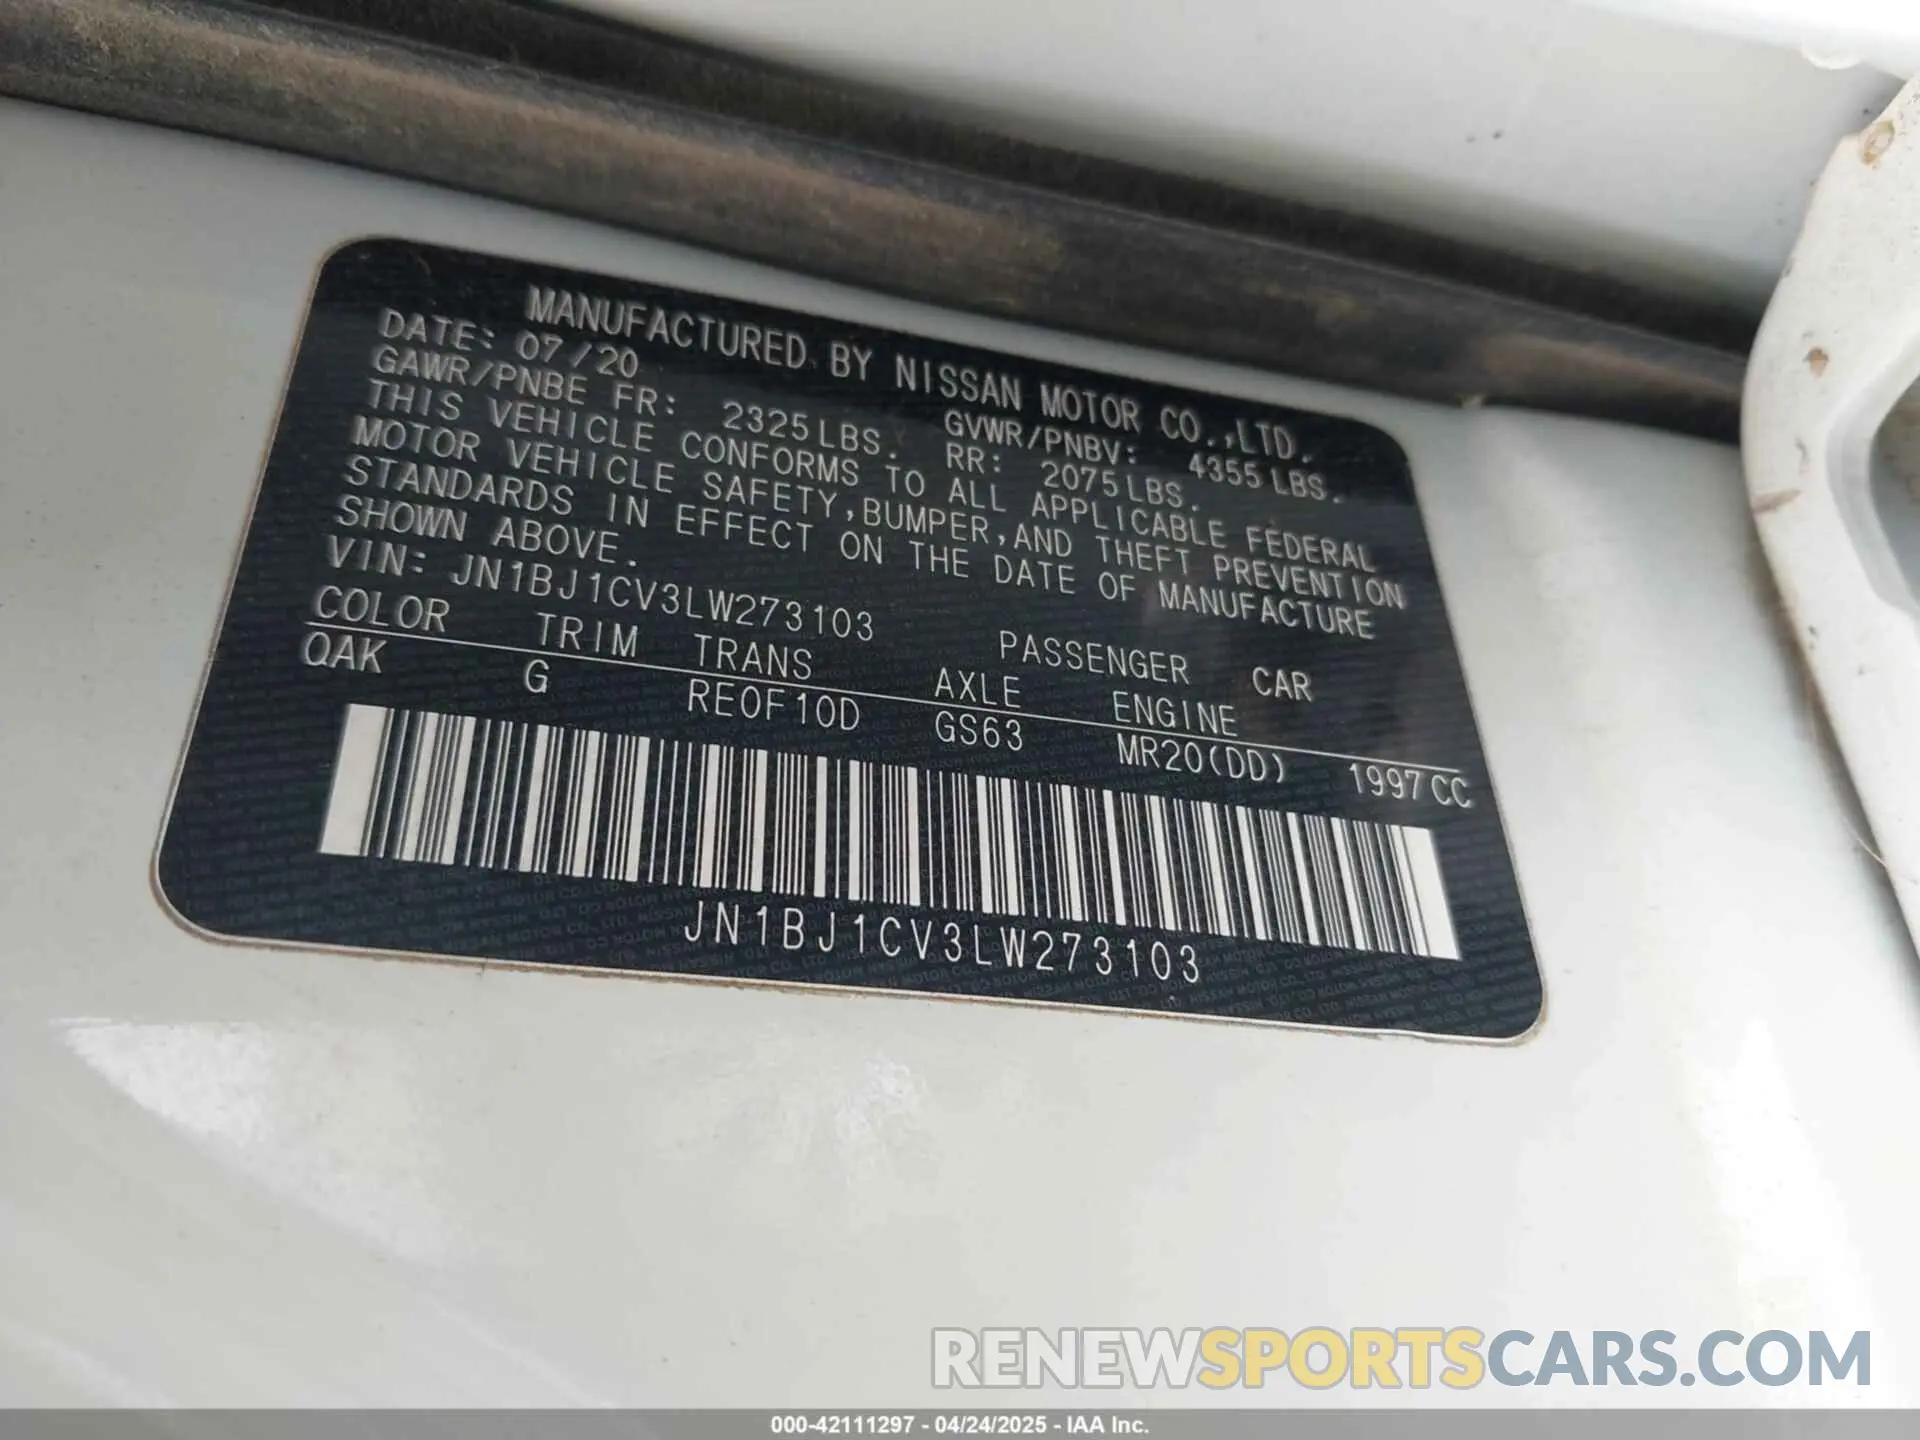 MANUFACTURED BY NISSAN MOTOR CO.,LTD.
DATE: 07/20 GVWR/PNBV: 4355LBS.
GAWR/PNBE FR: 2325LBS. RR: 2075LBS.
THIS VEHICLE CONFORMS TO ALL APPLICABLE FEDERAL
MOTOR VEHICLE SAFETY,BUMPER,AND THEFT PREVENTION
STANDARDS IN EFFECT ON THE DATE OF MANUFACTURE
SHOWN ABOVE.
VIN: JN1BJ1CV3LW273103 PASSENGER CAR
COLOR TRIM TRANS AXLE ENGINE
QAK G RE0F10D GS63 MR20(DD) 1997CC
JN1BJ1CV3LW273103
RENEWSPORTSCARS.COM
000-42111297 - 04/24/2025 - IAA Inc.